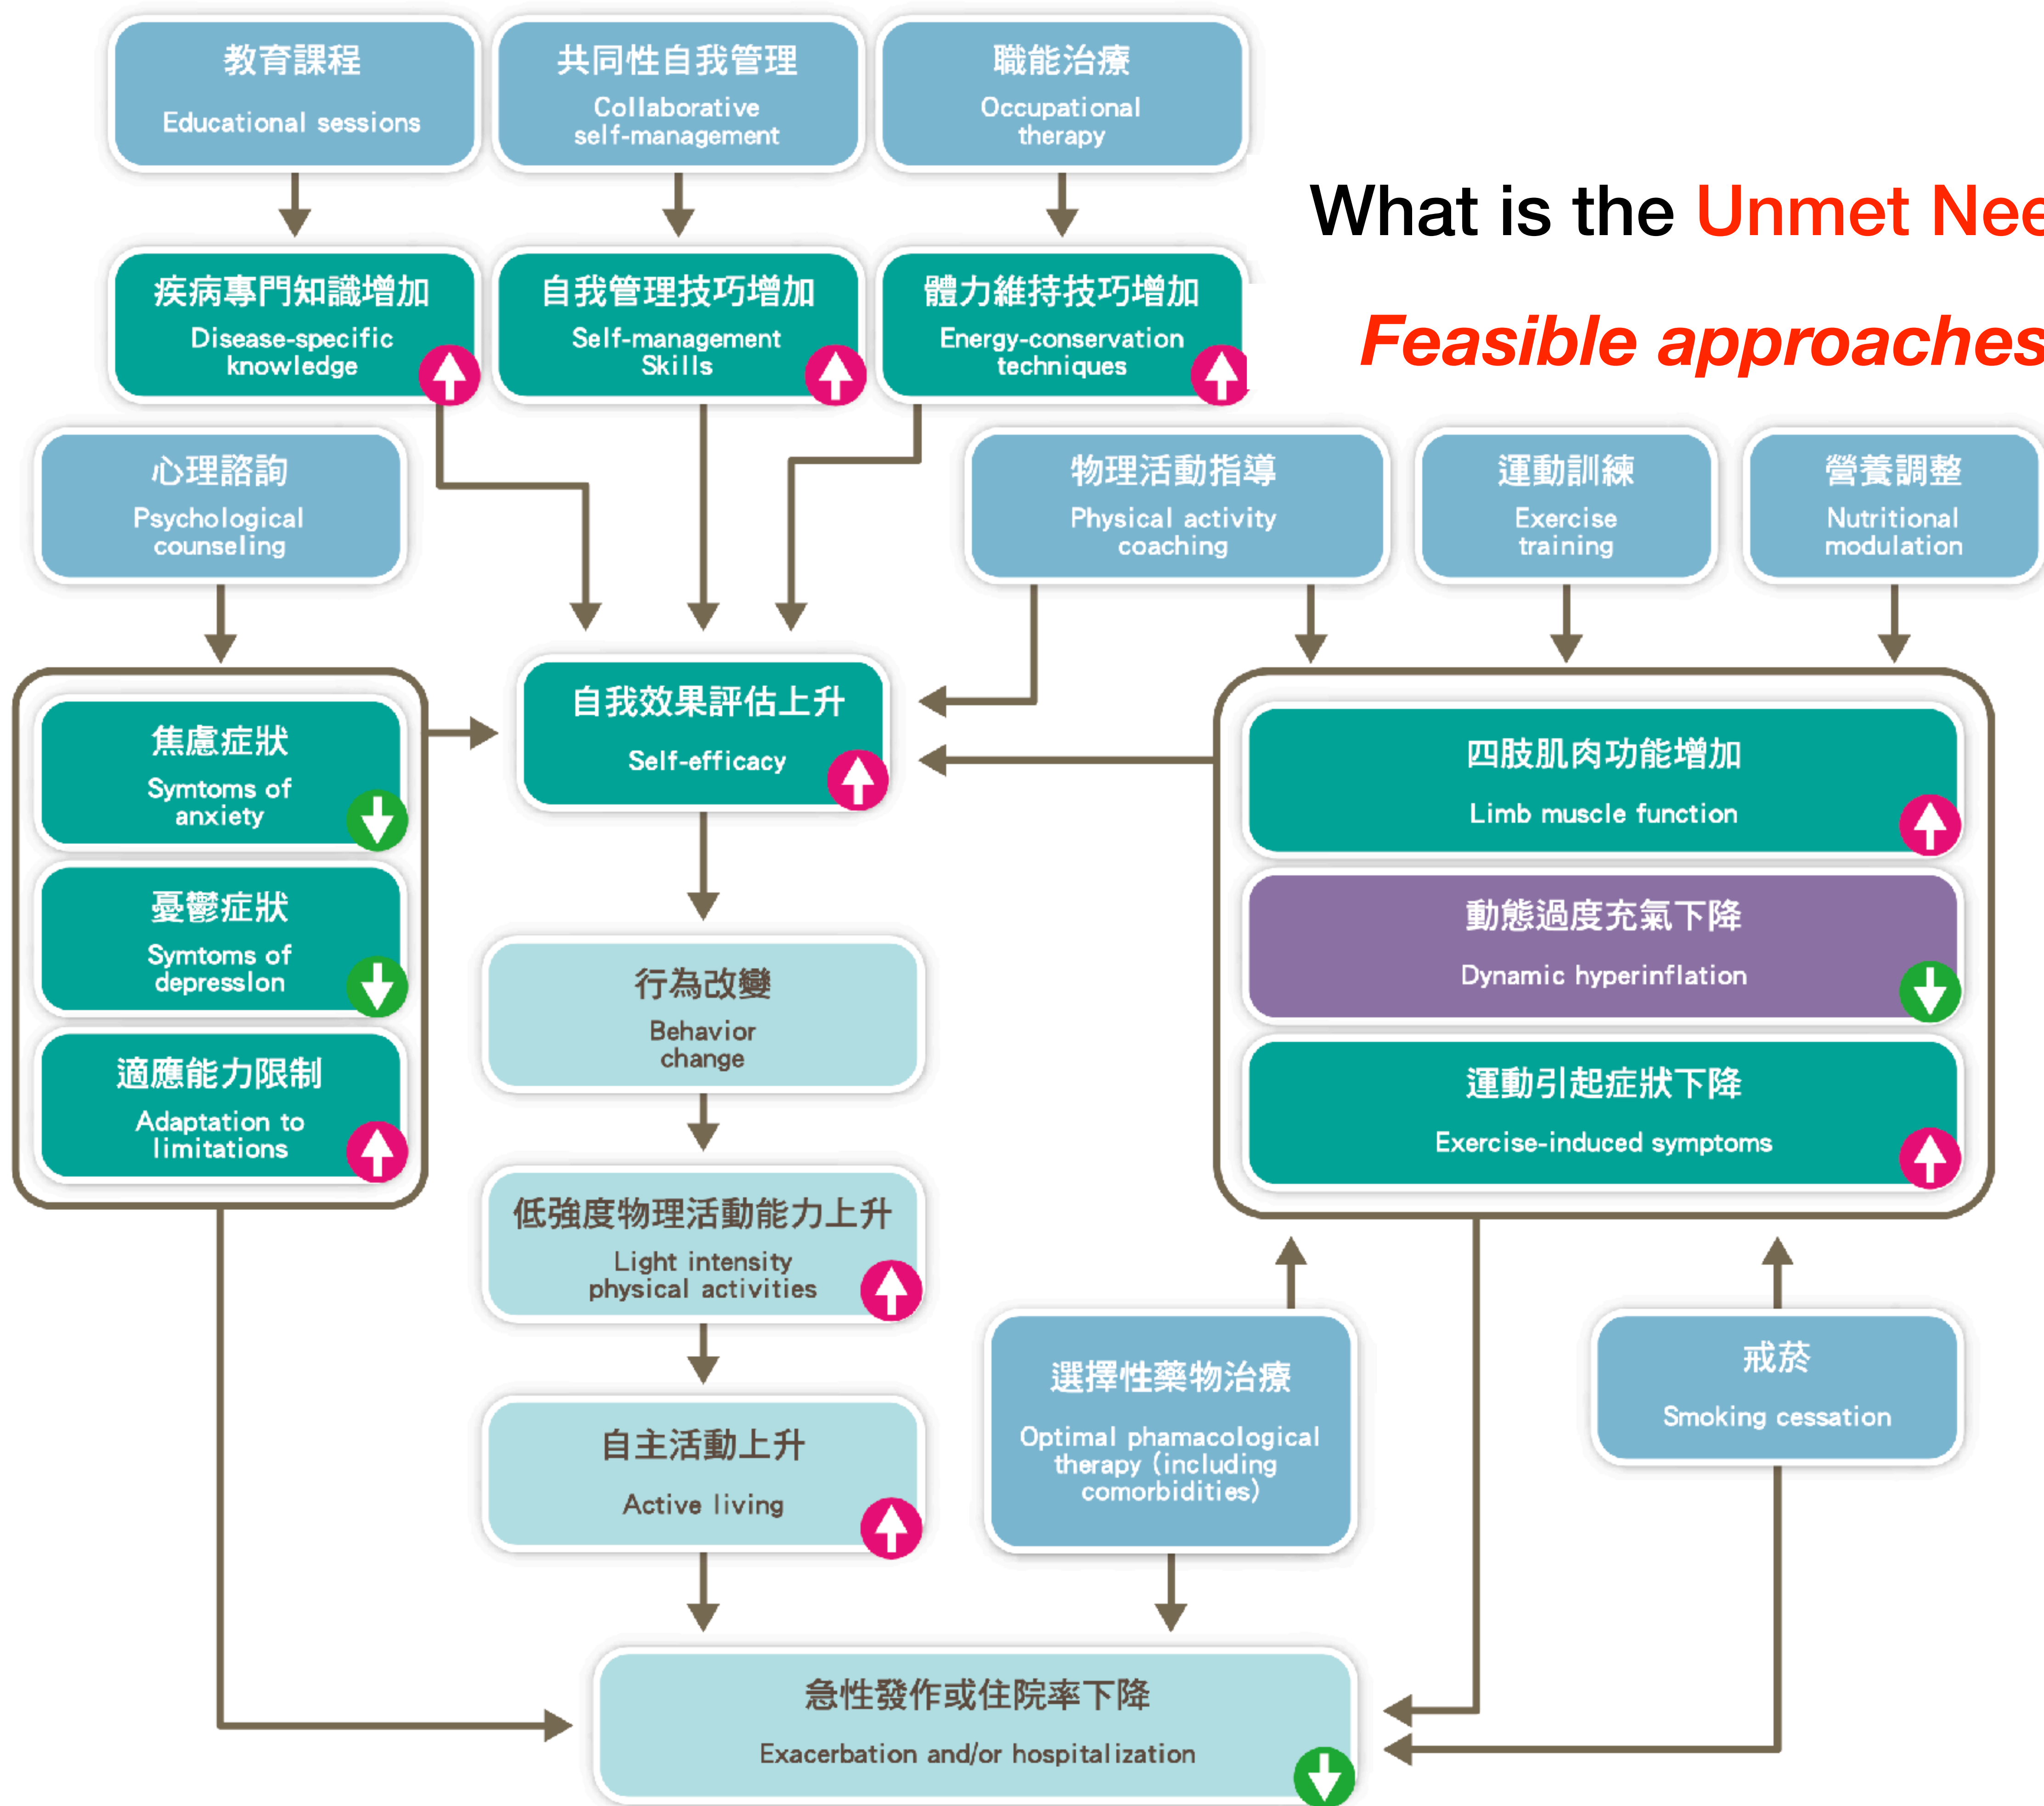 教育課程
Educational sessions
共同性自我管理
Collaborative
self-management
職能治療
Occupational
therapy
What is the Unmet Nee
Feasible approaches
疾病專門知識增加
Disease-specific
knowledge
自我管理技巧增加
Self-management
Skills
體力維持技巧增加
Energy-conservation
techniques
心理諮詢
Psychological
counseling
物理活動指導
Physical activity
coaching
運動訓練
Exercise
training
營養調整
Nutritional
modulation
焦慮症狀
Symtoms of
anxiety
憂鬱症狀
Symtoms of
depression
適應能力限制
Adaptation to
limitations
自我效果評估上升
Self-efficacy
四肢肌肉功能增加
Limb muscle function
動態過度充氣下降
Dynamic hyperinflation
運動引起症狀下降
Exercise-induced symptoms
行為改變
Behavior
change
低強度物理活動能力上升
Light intensity
physical activities
自主活動上升
Active living
選擇性藥物治療
Optimal phamacological
therapy (including
comorbidities)
戒菸
Smoking cessation
急性發作或住院率下降
Exacerbation and/or hospitalization